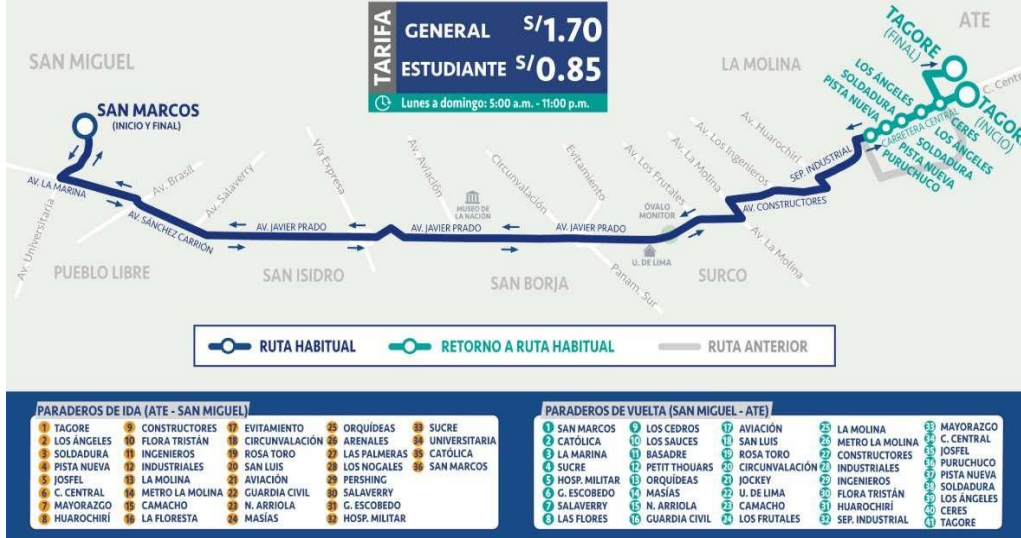 TARIFA
GENERAL S/1.70
ESTUDIANTE S/0.85
Lunes a domingo: 5:00 a.m. - 11:00 p.m.
SAN MIGUEL
LA MOLINA
ATE
TAGORE
(FINAL)
LOS ÁNGELES
SOLDADURA
PISTA NUEVA
CARRETERA CENTRAL
C. Central
TAGORE
(INICIO)
CERES
LOS ÁNGELES
SOLDADURA
PISTA NUEVA
PURUCHUCO
SAN MARCOS
(INICIO Y FINAL)
AV. LA MARINA
Av. Universitaria
Av. Brasil
AV. SÁNCHEZ CARRIÓN
Av. Salaverry
Vía Expresa
AV. JAVIER PRADO
Av. Aviación
MUSEO DE
LA NACIÓN
AV. JAVIER PRADO
Circunvalación
Evitamiento
AV. JAVIER PRADO
Panam. Sur
Av. Los Frutales
ÓVALO
MONITOR
U. DE LIMA
Av. La Molina
Av. Los Ingenieros
Av. Huarochirí
SEP. INDUSTRIAL
AV. CONSTRUCTORES
Av. La Molina
PUEBLO LIBRE
SAN ISIDRO
SAN BORJA
SURCO
RUTA HABITUAL
RETORNO A RUTA HABITUAL
RUTA ANTERIOR
PARADEROS DE IDA (ATE - SAN MIGUEL)
1 TAGORE
2 LOS ÁNGELES
3 SOLDADURA
4 PISTA NUEVA
5 JOSFEL
6 C. CENTRAL
7 MAYORAZGO
8 HUAROCHIRÍ
9 CONSTRUCTORES
10 FLORA TRISTÁN
11 INGENIEROS
12 INDUSTRIALES
13 LA MOLINA
14 METRO LA MOLINA
15 CAMACHO
16 LA FLORESTA
17 EVITAMIENTO
18 CIRCUNVALACIÓN
19 ROSA TORO
20 SAN LUIS
21 AVIACIÓN
22 GUARDIA CIVIL
23 N. ARRIOLA
24 MASÍAS
25 ORQUÍDEAS
26 ARENALES
27 LAS PALMERAS
28 LOS NOGALES
29 PERSHING
30 SALAVERRY
31 G. ESCOBEDO
32 HOSP. MILITAR
33 SUCRE
34 UNIVERSITARIA
35 CATÓLICA
36 SAN MARCOS
PARADEROS DE VUELTA (SAN MIGUEL - ATE)
1 SAN MARCOS
2 CATÓLICA
3 LA MARINA
4 SUCRE
5 HOSP. MILITAR
6 G. ESCOBEDO
7 SALAVERRY
8 LAS FLORES
9 LOS CEDROS
10 LOS SAUCES
11 BASADRE
12 PETIT THOUARS
13 ORQUÍDEAS
14 MASÍAS
15 N. ARRIOLA
16 GUARDIA CIVIL
17 AVIACIÓN
18 SAN LUIS
19 ROSA TORO
20 CIRCUNVALACIÓN
21 JOCKEY
22 U. DE LIMA
23 CAMACHO
24 LOS FRUTALES
25 LA MOLINA
26 METRO LA MOLINA
27 CONSTRUCTORES
28 INDUSTRIALES
29 INGENIEROS
30 FLORA TRISTÁN
31 HUAROCHIRÍ
32 SEP. INDUSTRIAL
33 MAYORAZGO
34 C. CENTRAL
35 JOSFEL
36 PURUCHUCO
37 PISTA NUEVA
38 SOLDADURA
39 LOS ÁNGELES
40 CERES
41 TAGORE